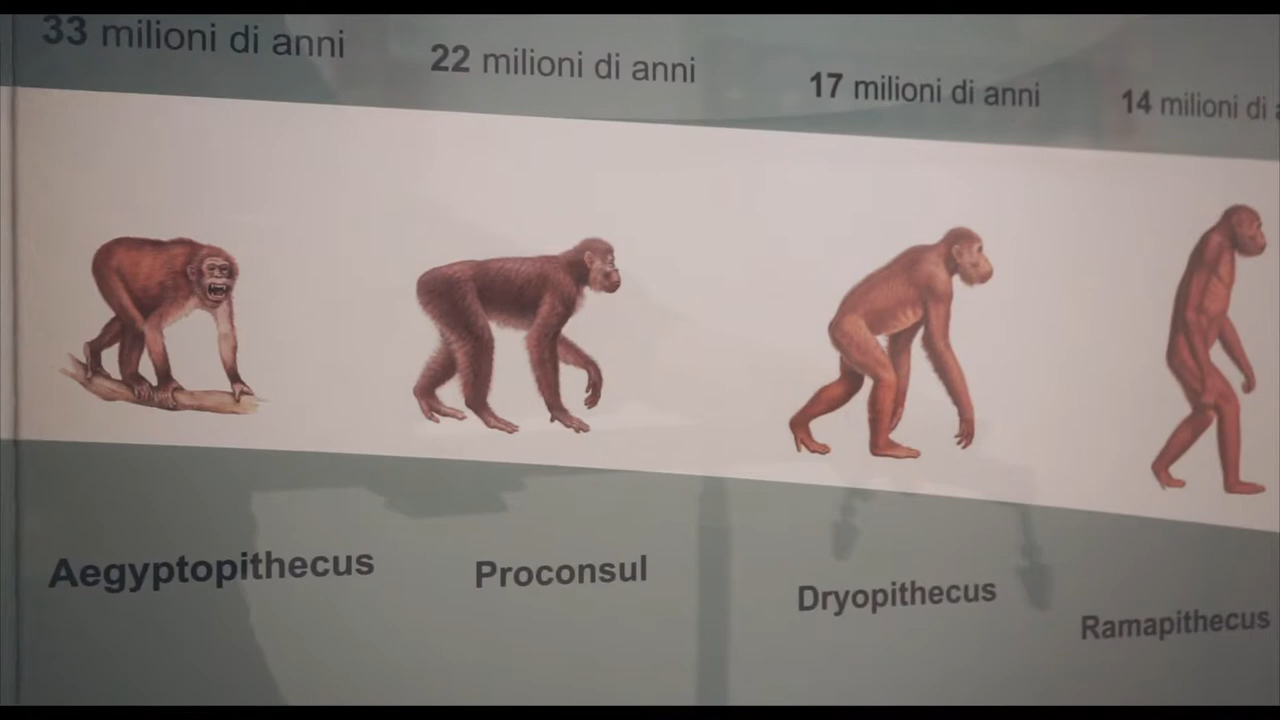 33 milioni di anni
22 milioni di anni
17 milioni di anni
14 milioni di
Aegyptopithecus
Proconsul
Dryopithecus
Ramapithecus